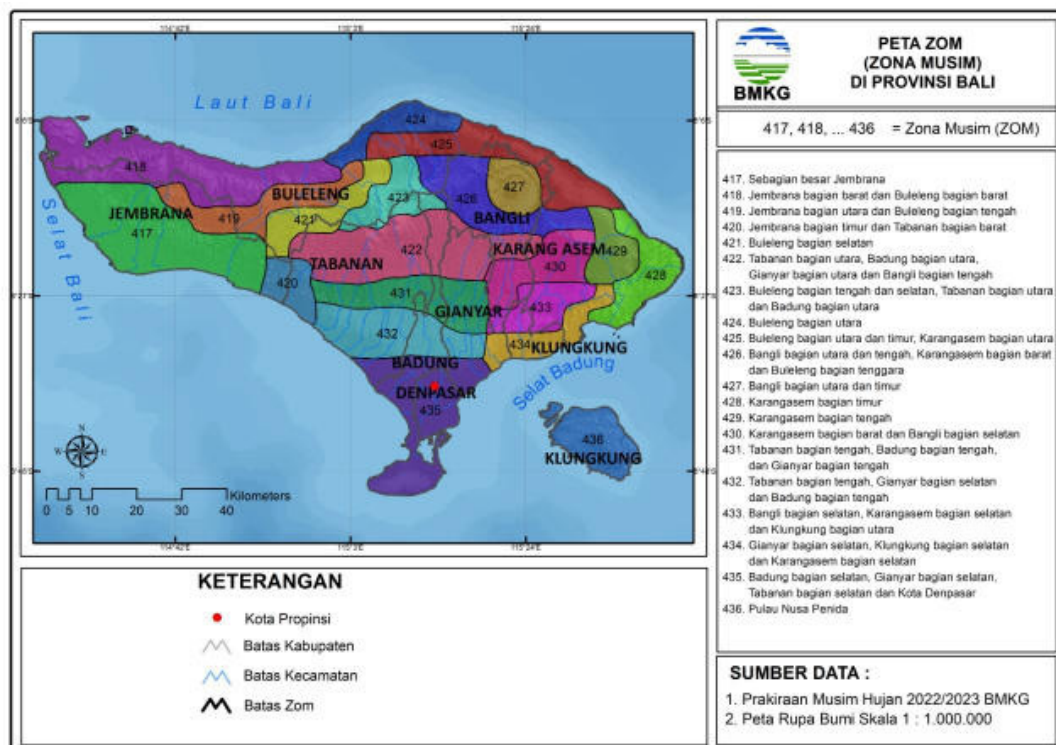 114°42'E
Laut Bali
8°6'S
8°6'S
424
425
418
427
BULELENG
423
426
JEMBRANA
419
421
BANGLI
417
422
KARANG ASEM
429
TABANAN
430
428
420
431
433
Selat Bali
GIANYAR
432
434
KLUNGKUNG
BADUNG
Selat Badung
DENPASAR
435
436
KLUNGKUNG
N
W E
S
Kilometers
0 5 10 20 30 40
114°42'E
BMKG
PETA ZOM
(ZONA MUSIM)
DI PROVINSI BALI
417, 418, ... 436 = Zona Musim (ZOM)
417. Sebagian besar Jembrana
418. Jembrana bagian barat dan Buleleng bagian barat
419. Jembrana bagian utara dan Buleleng bagian tengah
420. Jembrana bagian timur dan Tabanan bagian barat
421. Buleleng bagian selatan
422. Tabanan bagian utara, Badung bagian utara,
Gianyar bagian utara dan Bangli bagian tengah
423. Buleleng bagian tengah dan selatan, Tabanan bagian utara
dan Badung bagian utara
424. Buleleng bagian utara
425. Buleleng bagian utara dan timur, Karangasem bagian utara
426. Bangli bagian utara dan tengah, Karangasem bagian barat
dan Buleleng bagian tenggara
427. Bangli bagian utara dan timur
428. Karangasem bagian timur
429. Karangasem bagian tengah
430. Karangasem bagian barat dan Bangli bagian selatan
431. Tabanan bagian tengah, Badung bagian tengah,
dan Gianyar bagian tengah
432. Tabanan bagian tengah, Gianyar bagian selatan
dan Badung bagian tengah
433. Bangli bagian selatan, Karangasem bagian selatan
dan Klungkung bagian utara
434. Gianyar bagian selatan, Klungkung bagian selatan
dan Karangasem bagian selatan
435. Badung bagian selatan, Gianyar bagian selatan,
Tabanan bagian selatan dan Kota Denpasar
436. Pulau Nusa Penida
KETERANGAN
Kota Propinsi
Batas Kabupaten
Batas Kecamatan
Batas Zom
SUMBER DATA :
1. Prakiraan Musim Hujan 2022/2023 BMKG
2. Peta Rupa Bumi Skala 1 : 1.000.000